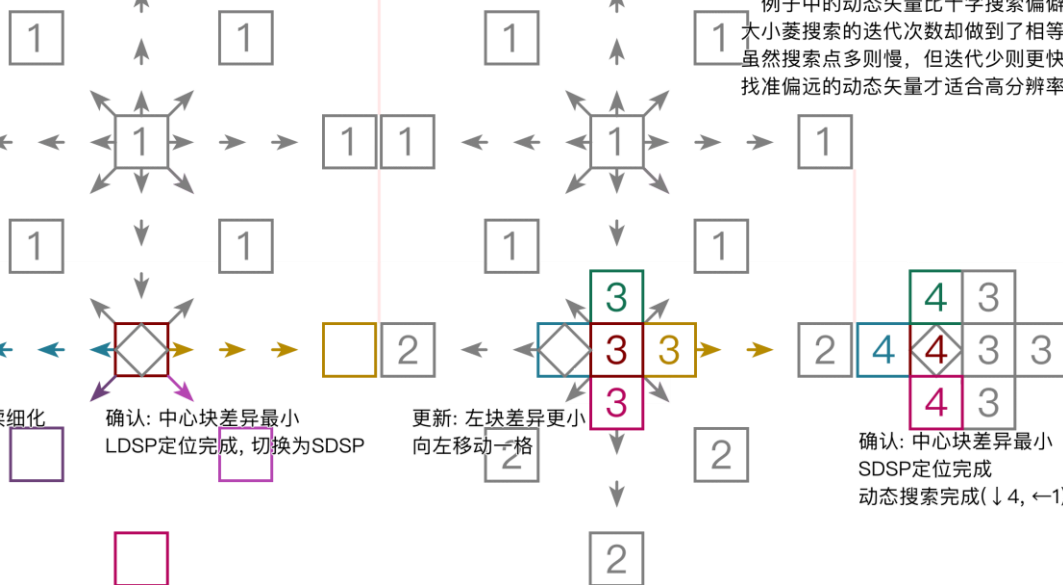 例子中的动态矢量比十字搜索偏僻
大小菱搜索的迭代次数却做到了相等
虽然搜索点多则慢，但迭代少则更快
找准偏远的动态矢量才适合高分辨率
1 1 1 1
1 1 1 1 1
1 1 1 1
3 4 3
2 3 3 2 4 4 3 3
3 4 3
细化
确认: 中心块差异最小
LDSP定位完成, 切换为SDSP
更新: 左块差异更小
向左移动一格
2 2
确认: 中心块差异最小
SDSP定位完成
动态搜索完成(↓4, ←1)
2